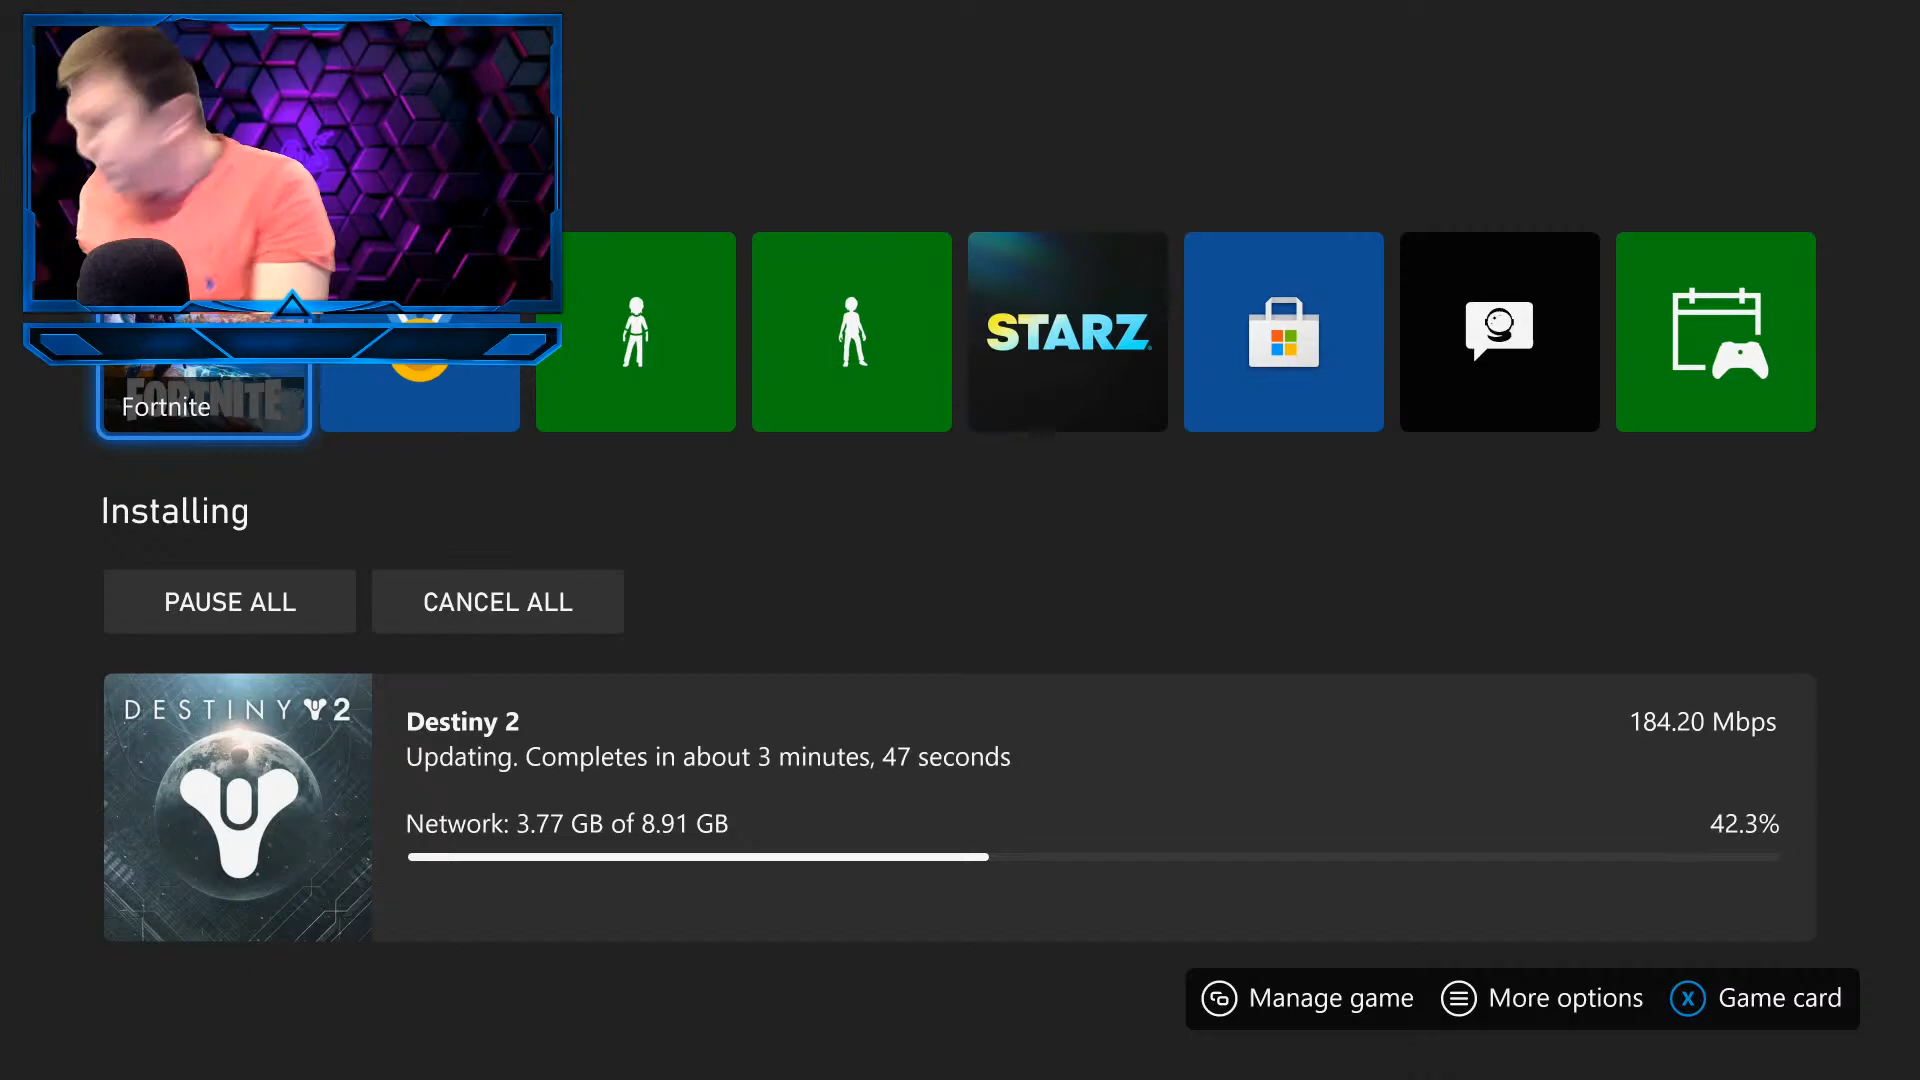 STARZ
FORTNITE
Fortnite
Installing
PAUSE ALL
CANCEL ALL
DESTINY 2
Destiny 2
184.20 Mbps
Updating. Completes in about 3 minutes, 47 seconds
Network: 3.77 GB of 8.91 GB
42.3%
Manage game
More options
X
Game card